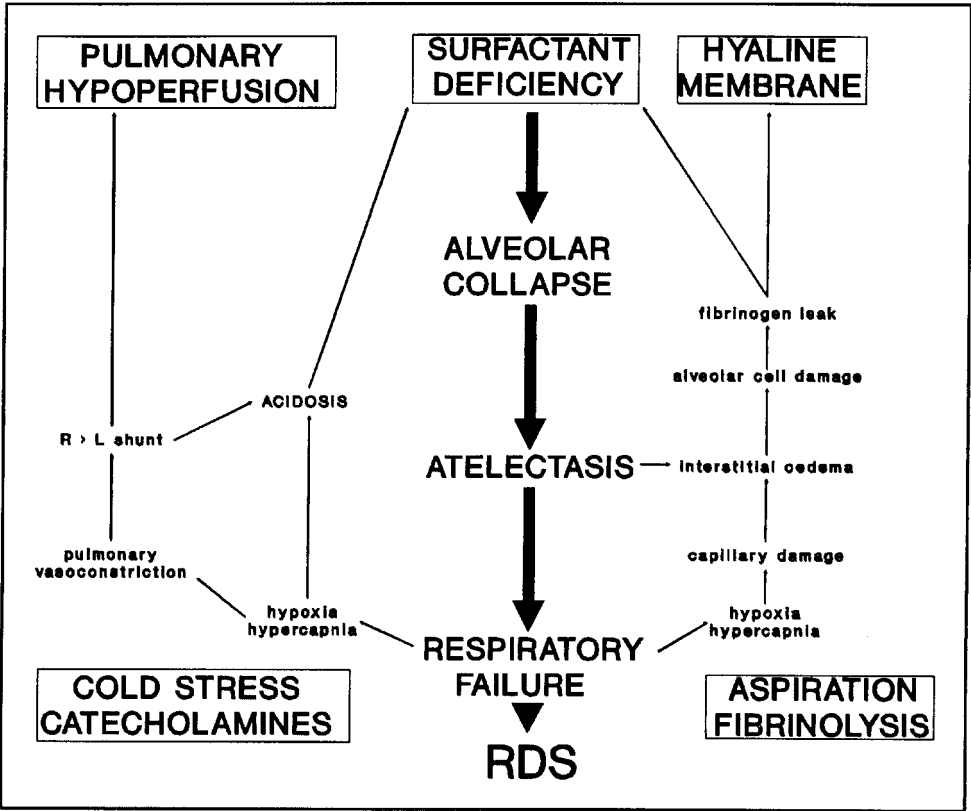 PULMONARY
HYPOPERFUSION
SURFACTANT
DEFICIENCY
HYALINE
MEMBRANE
ALVEOLAR
COLLAPSE
fibrinogen leak
alveolar cell damage
ACIDOSIS
R > L shunt
ATELECTASIS
interstitial oedema
pulmonary
vasoconstriction
capillary damage
hypoxia
hypercapnia
hypoxia
hypercapnia
RESPIRATORY
FAILURE
COLD STRESS
CATECHOLAMINES
ASPIRATION
FIBRINOLYSIS
RDS